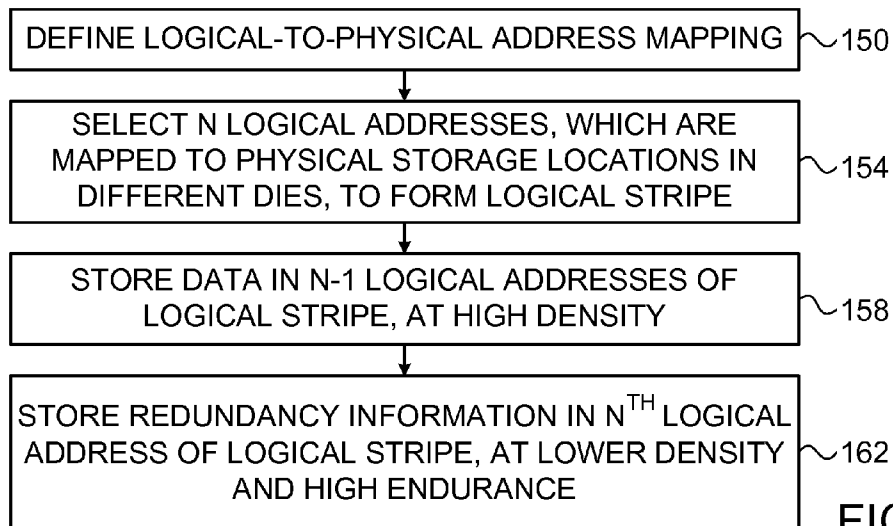 DEFINE LOGICAL-TO-PHYSICAL ADDRESS MAPPING
150
SELECT N LOGICAL ADDRESSES, WHICH ARE
MAPPED TO PHYSICAL STORAGE LOCATIONS IN
DIFFERENT DIES, TO FORM LOGICAL STRIPE
154
STORE DATA IN N-1 LOGICAL ADDRESSES OF
LOGICAL STRIPE, AT HIGH DENSITY
158
STORE REDUNDANCY INFORMATION IN N^TH LOGICAL
ADDRESS OF LOGICAL STRIPE, AT LOWER DENSITY
AND HIGH ENDURANCE
162